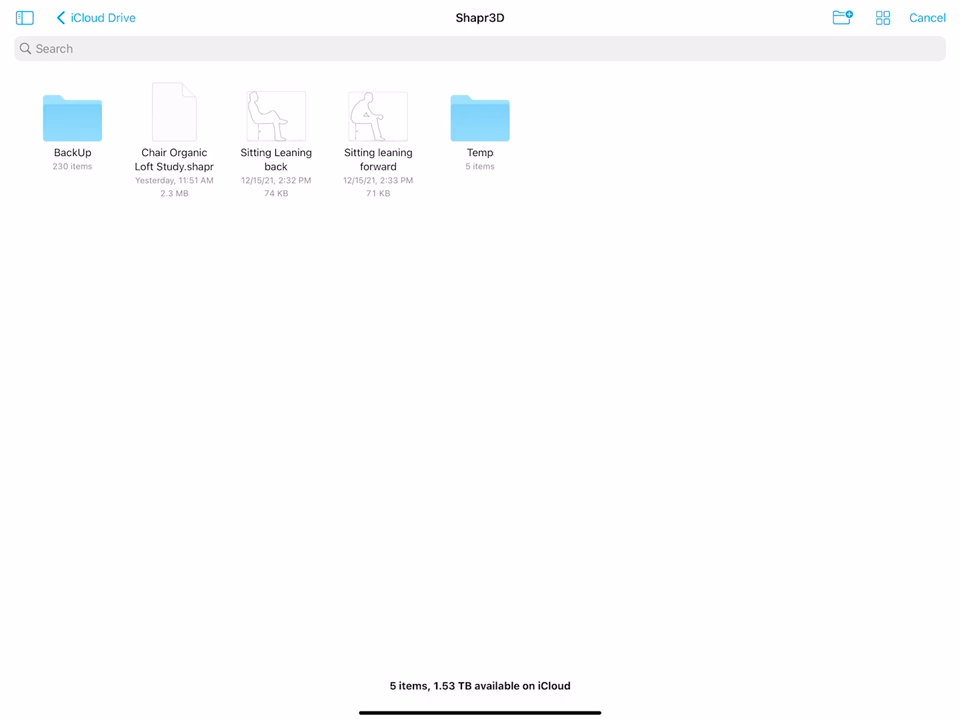 iCloud Drive
Shapr3D
Cancel
Search
BackUp
230 items
Chair Organic
Loft Study.shapr
Yesterday, 11:51 AM
2.3 MB
Sitting Leaning
back
12/15/21, 2:32 PM
74 KB
Sitting leaning
forward
12/15/21, 2:33 PM
71 KB
Temp
5 items
5 items, 1.53 TB available on iCloud